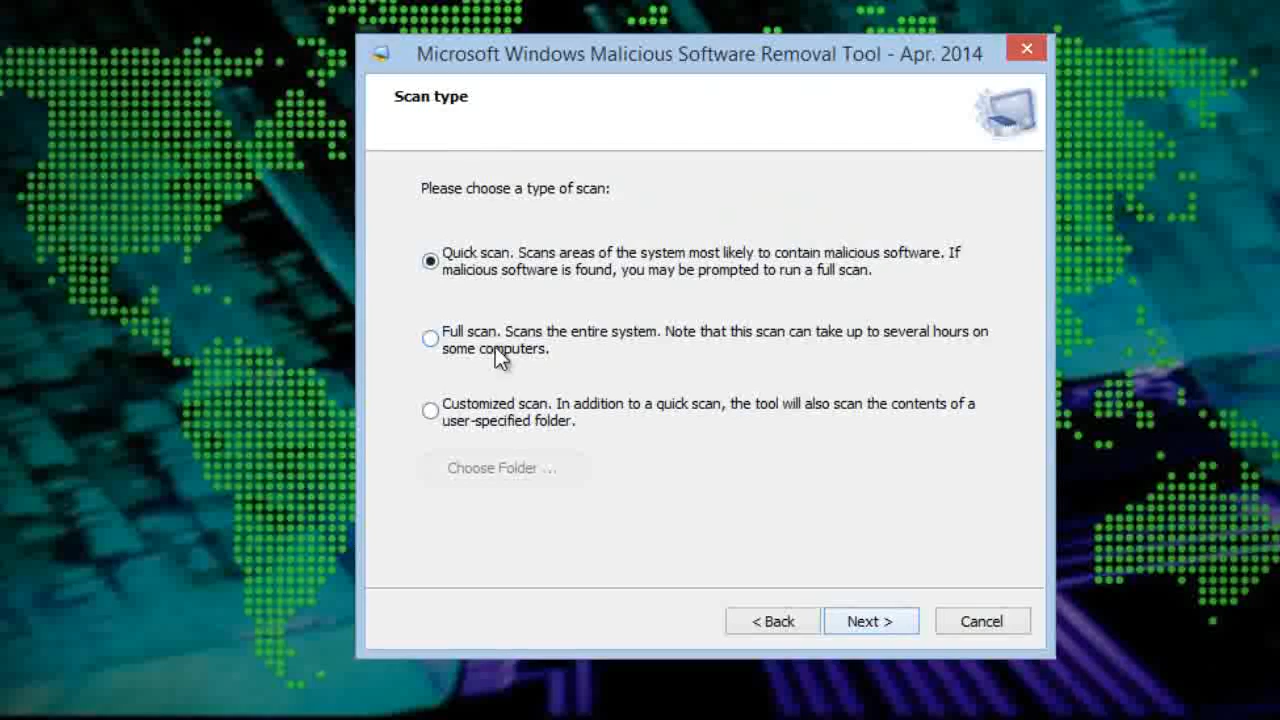 Microsoft Windows Malicious Software Removal Tool - Apr. 2014
Scan type
Please choose a type of scan:
Quick scan. Scans areas of the system most likely to contain malicious software. If
malicious software is found, you may be prompted to run a full scan.
Full scan. Scans the entire system. Note that this scan can take up to several hours on
some computers.
Customized scan. In addition to a quick scan, the tool will also scan the contents of a
user-specified folder.
Choose Folder ...
< Back Next > Cancel